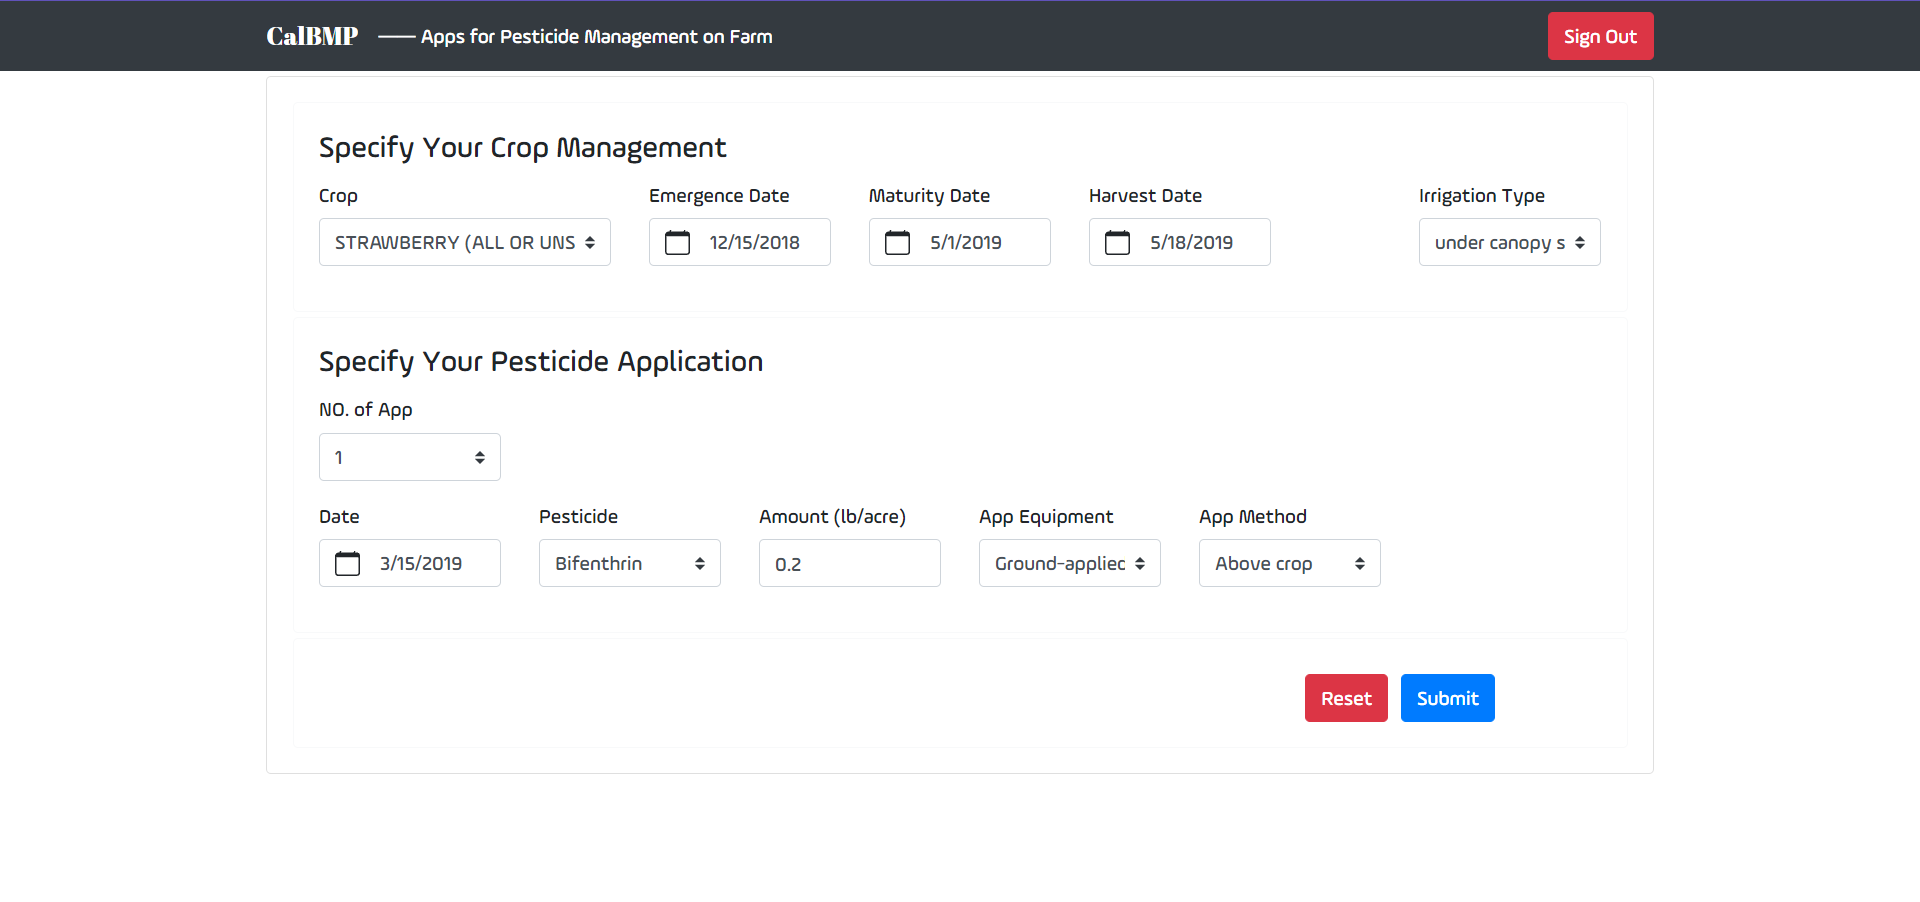 CalBMP —— Apps for Pesticide Management on Farm
Sign Out
Specify Your Crop Management
Crop Emergence Date Maturity Date Harvest Date Irrigation Type
STRAWBERRY (ALL OR UNS 12/15/2018 5/1/2019 5/18/2019 under canopy s
Specify Your Pesticide Application
NO. of App
1
Date Pesticide Amount (lb/acre) App Equipment App Method
3/15/2019 Bifenthrin 0.2 Ground-applied Above crop
Reset Submit